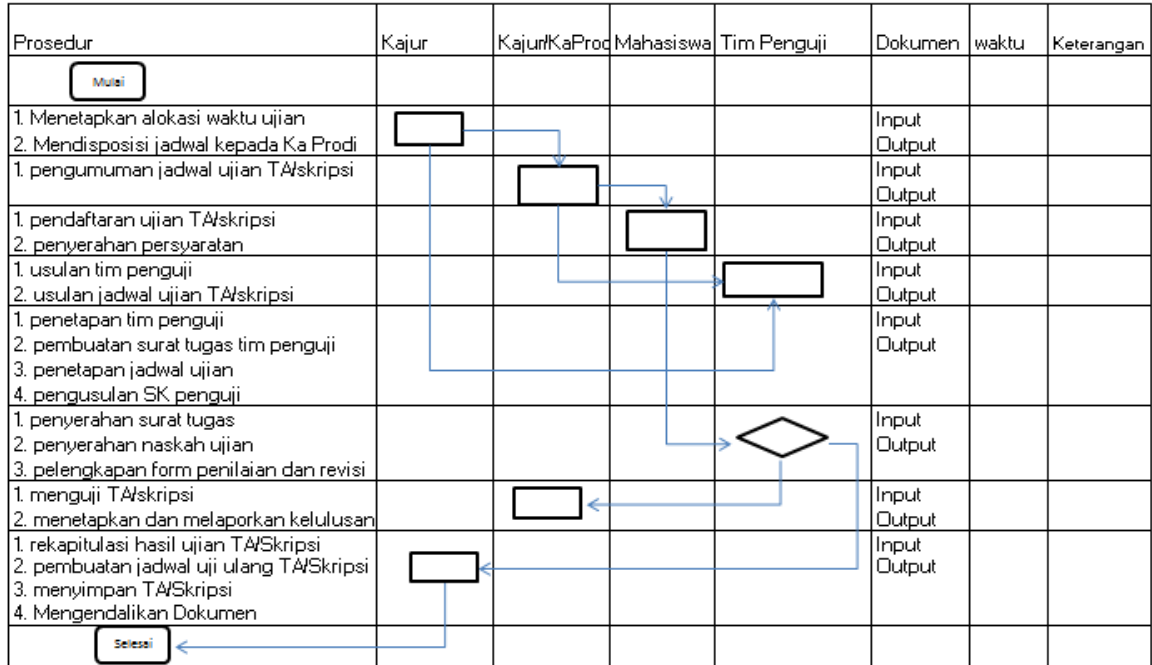 Prosedur Kajur Kajur/KaProd Mahasiswa Tim Penguji Dokumen waktu Keterangan
Mulai
1. Menetapkan alokasi waktu ujian Input
2. Mendisposisi jadwal kepada Ka Prodi Output
1. pengumuman jadwal ujian TA/skripsi Input
Output
1. pendaftaran ujian TA/skripsi Input
2. penyerahan persyaratan Output
1. usulan tim penguji Input
2. usulan jadwal ujian TA/skripsi Output
1. penetapan tim penguji Input
2. pembuatan surat tugas tim penguji Output
3. penetapan jadwal ujian
4. pengusulan SK penguji
1. penyerahan surat tugas Input
2. penyerahan naskah ujian Output
3. pelengkapan form penilaian dan revisi
1. menguji TA/skripsi Input
2. menetapkan dan melaporkan kelulusan Output
1. rekapitulasi hasil ujian TA/Skripsi Input
2. pembuatan jadwal uji ulang TA/Skripsi Output
3. menyimpan TA/Skripsi
4. Mengendalikan Dokumen
Selesai